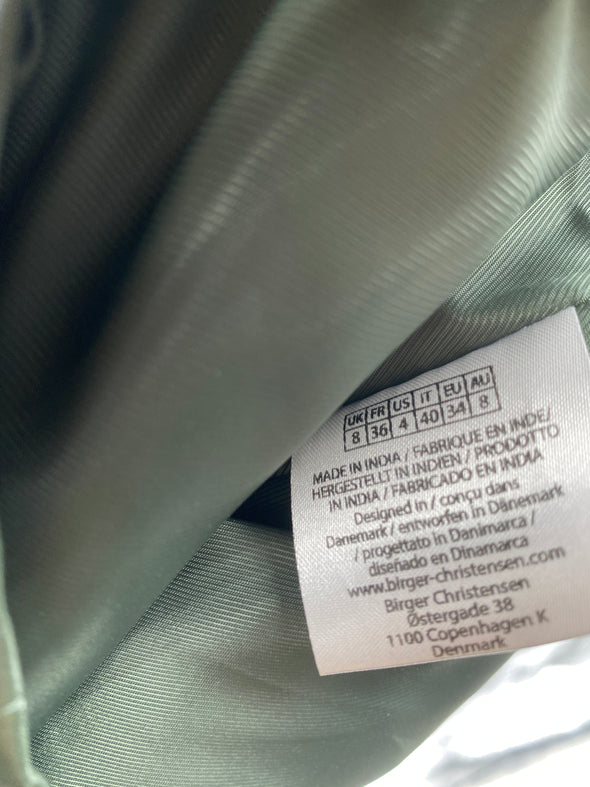 UK FR US IT EU AU
8 36 4 40 34 8
MADE IN INDIA / FABRIQUE EN INDE/
HERGESTELLT IN INDIEN / PRODOTTO
IN INDIA / FABRICADO EN INDIA
Designed in / conçu dans
Danemark / entworfen in Dänemark
/ progettato in Danimarca /
diseñado en Dinamarca
www.birger-christensen.com
Birger Christensen
Østergade 38
1100 Copenhagen K
Denmark